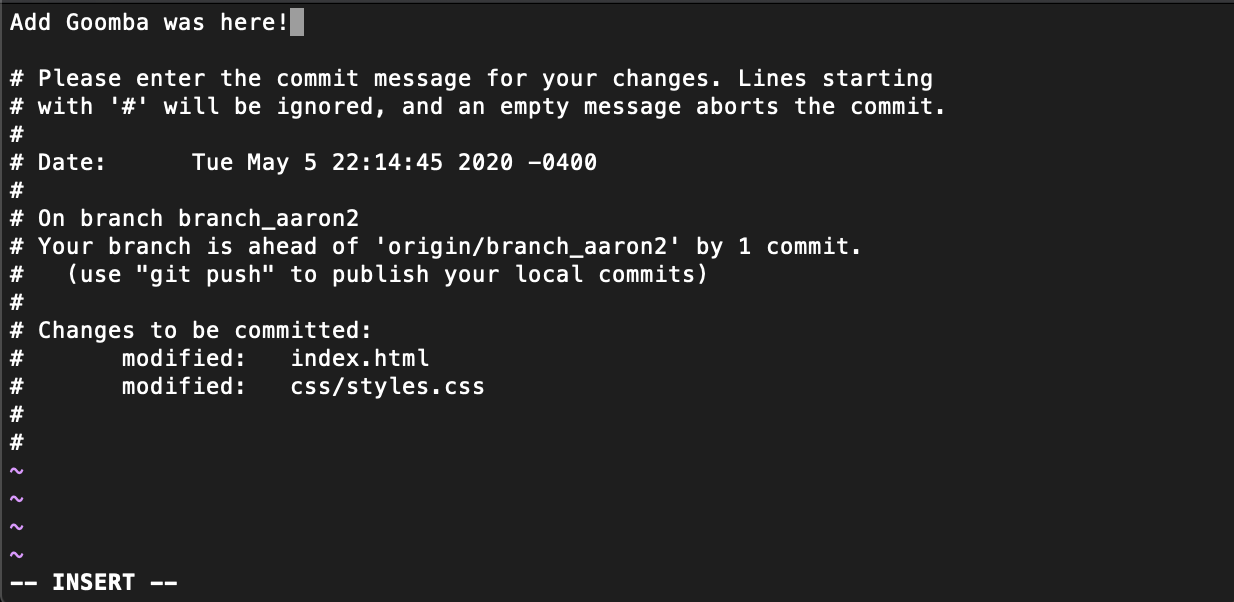 Add Goomba was here!
# Please enter the commit message for your changes. Lines starting
# with '#' will be ignored, and an empty message aborts the commit.
#
# Date:      Tue May 5 22:14:45 2020 -0400
#
# On branch branch_aaron2
# Your branch is ahead of 'origin/branch_aaron2' by 1 commit.
#   (use "git push" to publish your local commits)
#
# Changes to be committed:
#       modified:   index.html
#       modified:   css/styles.css
#
#
~
~
~
~
-- INSERT --